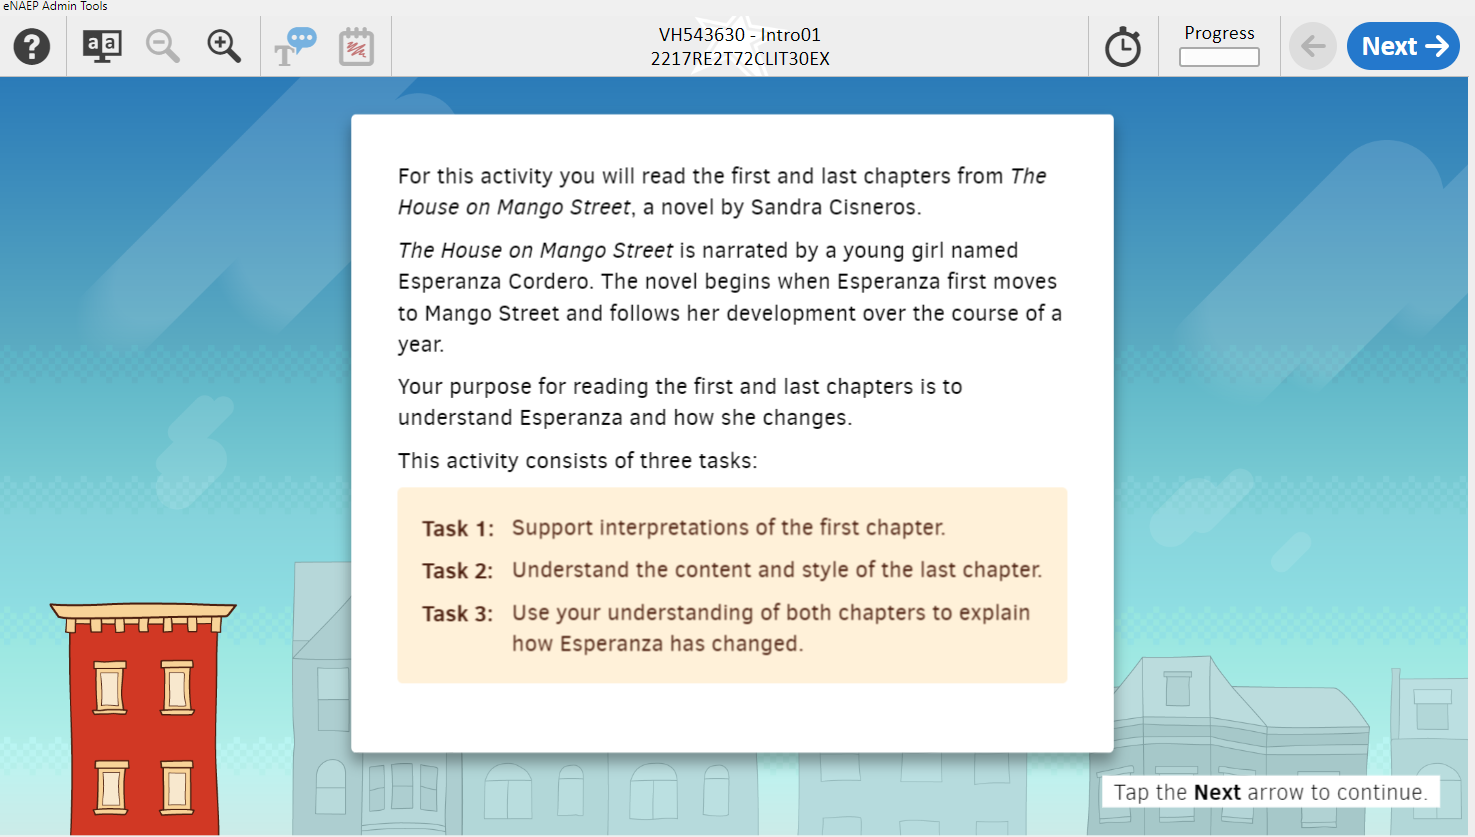 eNAEP Admin Tools
? a a T
VH543630 - Intro01
2217RE2T72CLIT30EX
Progress
Next
For this activity you will read the first and last chapters from The
House on Mango Street, a novel by Sandra Cisneros.
The House on Mango Street is narrated by a young girl named
Esperanza Cordero. The novel begins when Esperanza first moves
to Mango Street and follows her development over the course of a
year.
Your purpose for reading the first and last chapters is to
understand Esperanza and how she changes.
This activity consists of three tasks:
Task 1: Support interpretations of the first chapter.
Task 2: Understand the content and style of the last chapter.
Task 3: Use your understanding of both chapters to explain
how Esperanza has changed.
Tap the Next arrow to continue.